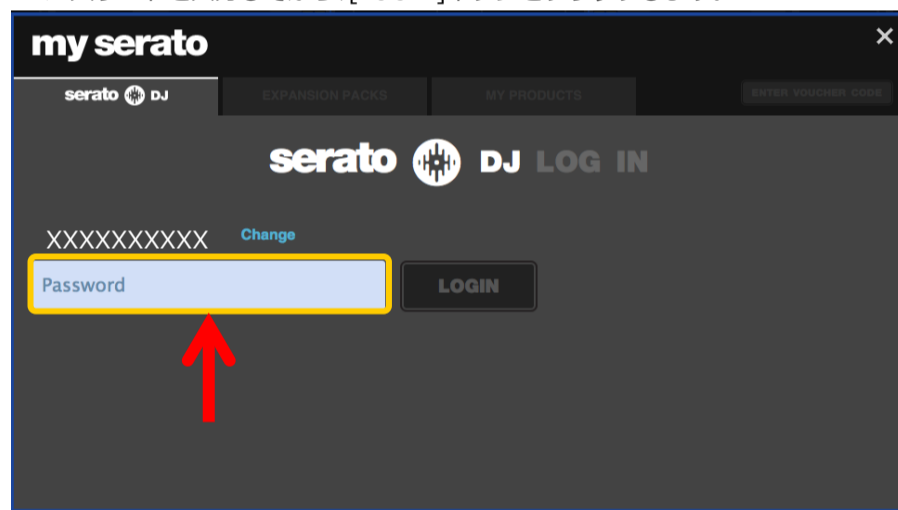 my serato
serato DJ
EXPANSION PACKS
MY PRODUCTS
ENTER VOUCHER CODE
serato DJ LOG IN
XXXXXXXXXX Change
Password
LOGIN